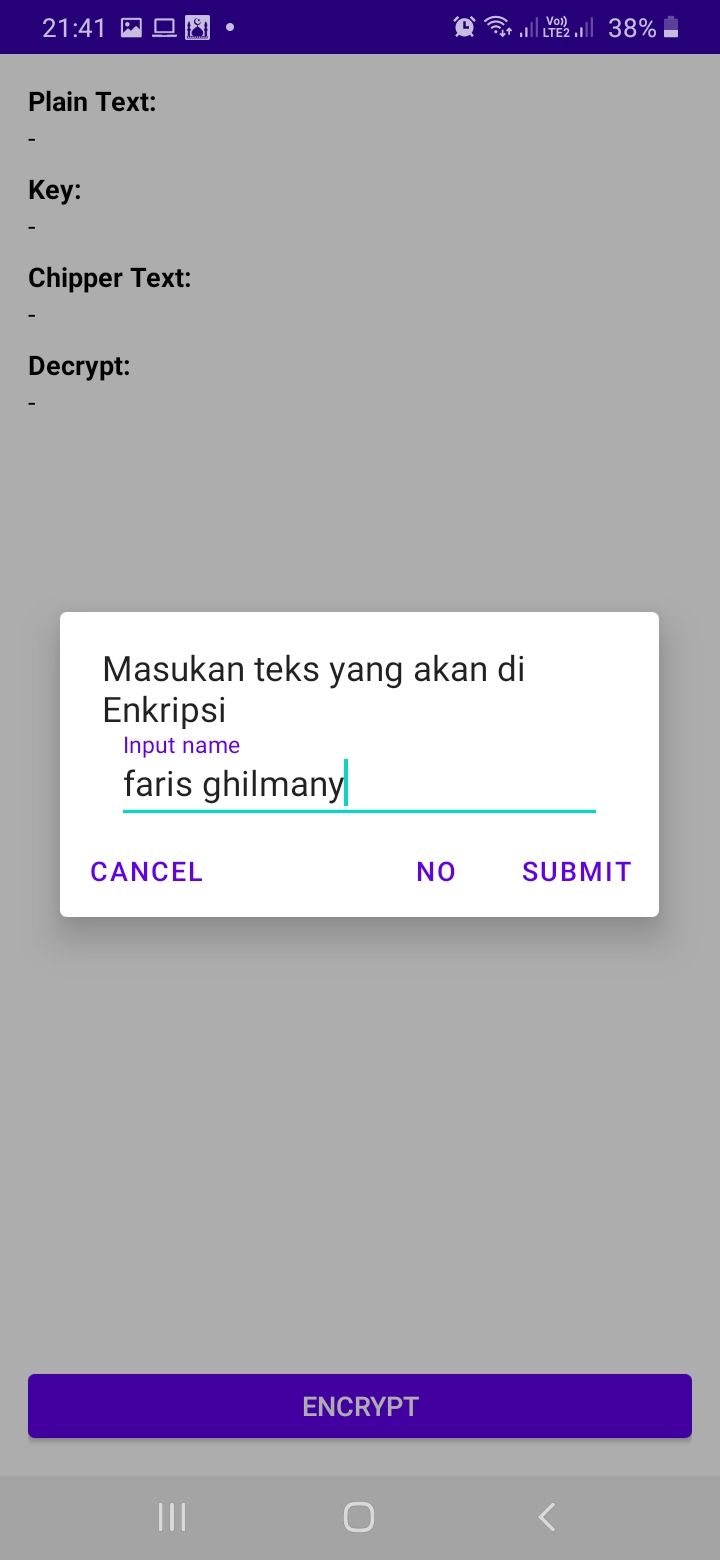 21:41 Vo)) LTE2 38%
Plain Text:
-
Key:
-
Chipper Text:
-
Decrypt:
-
Masukan teks yang akan di
Enkripsi
Input name
faris ghilmany
CANCEL NO SUBMIT
ENCRYPT